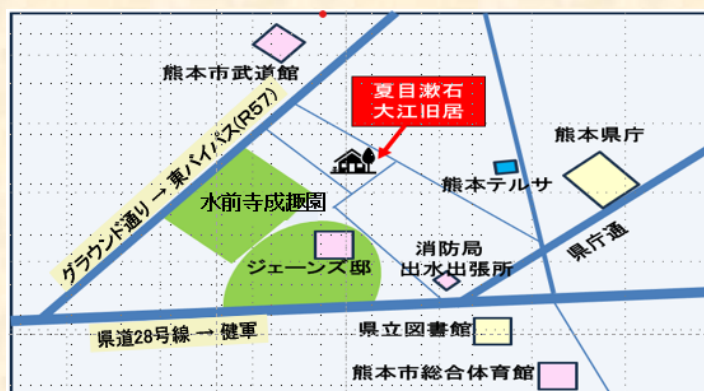 熊本市武道館
夏目漱石
大江旧居
グラウンド通り → 東バイパス(R57)
熊本県庁
熊本テルサ
水前寺成趣園
県庁通
消防局
出水出張所
ジェーンズ邸
県道28号線 → 健軍
県立図書館
熊本市総合体育館